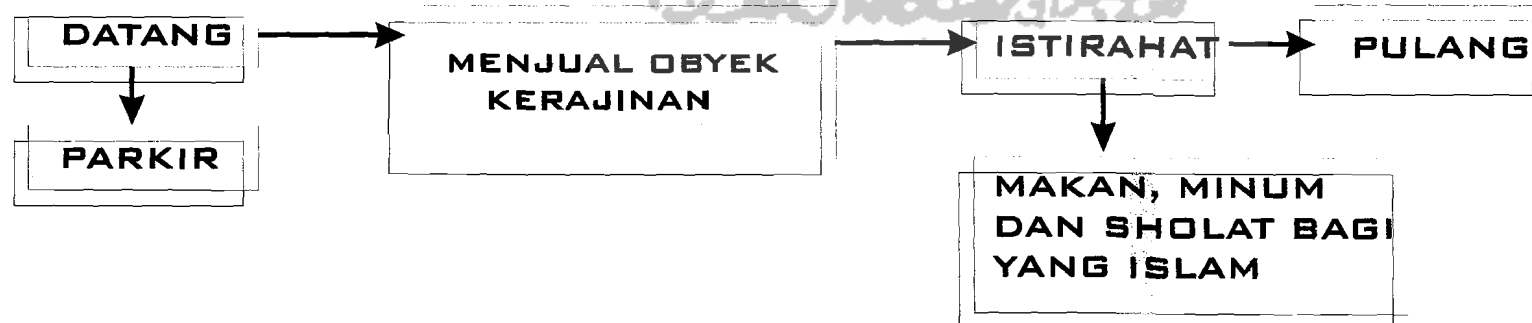 DATANG
MENJUAL OBYEK
KERAJINAN
ISTIRAHAT
PULANG
PARKIR
MAKAN, MINUM
DAN SHOLAT BAGI
YANG ISLAM